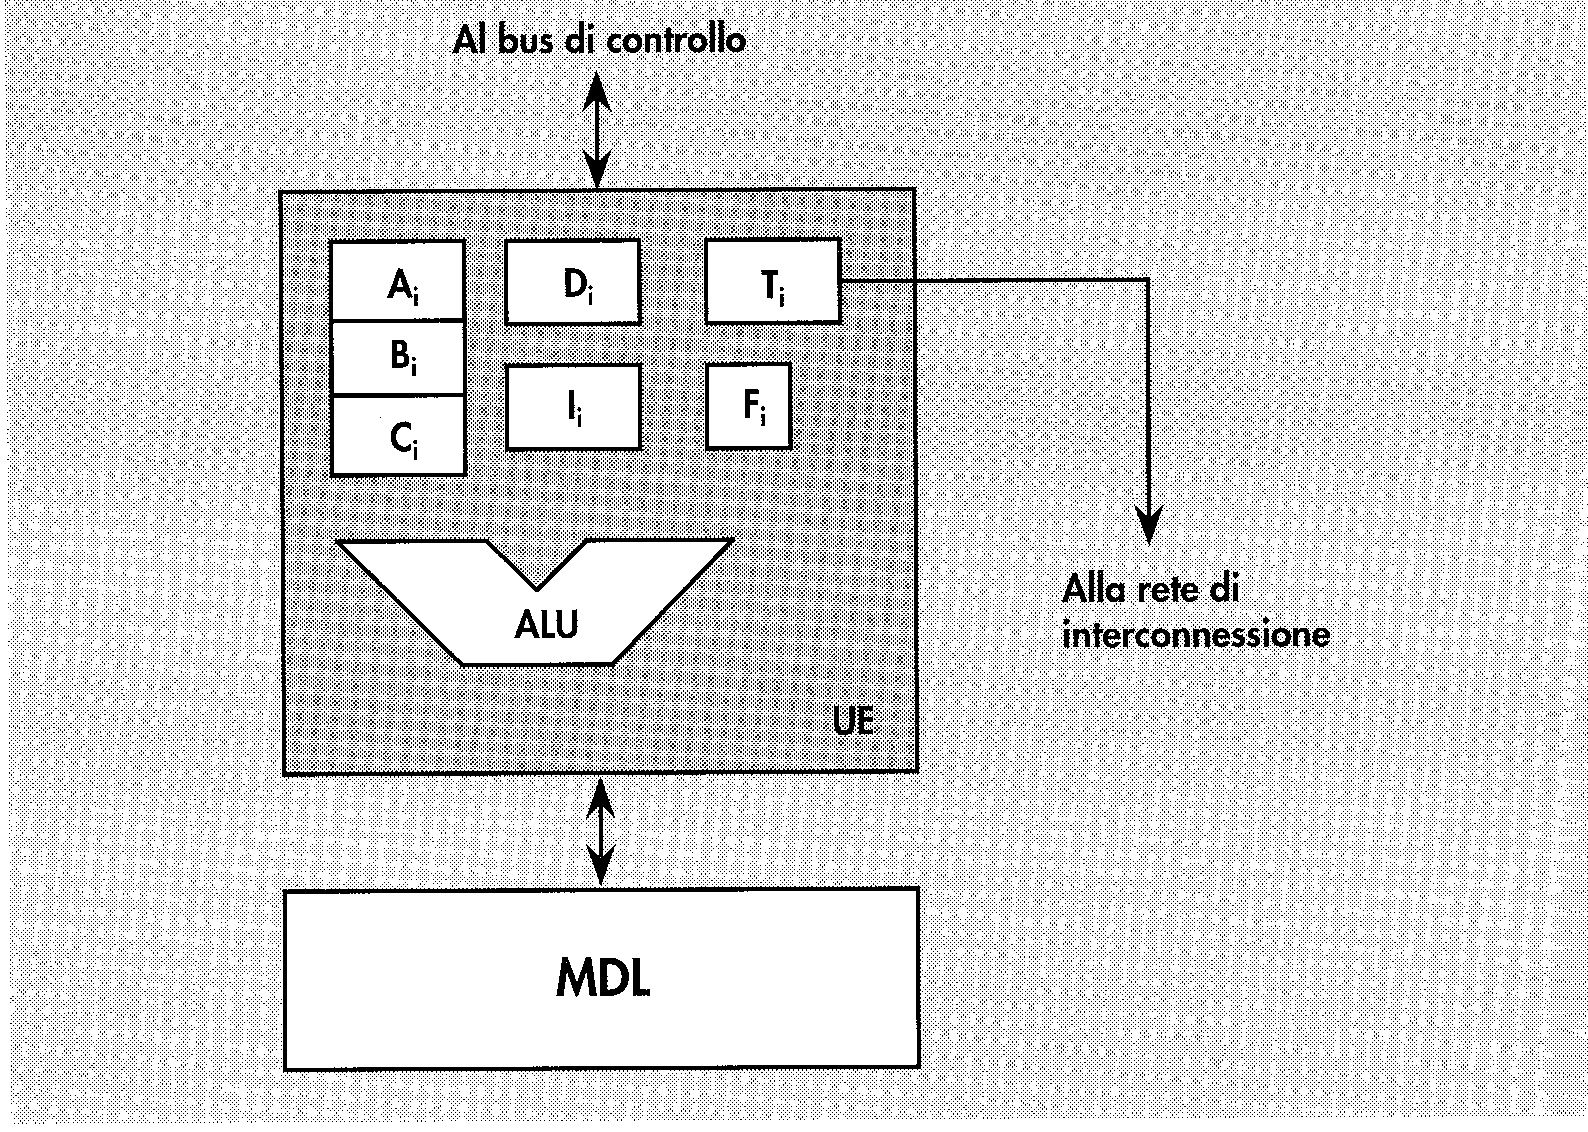 Al bus di controllo
Ai
Di
Ti
Bi
Ii
Fi
Ci
ALU
Alla rete di
interconnessione
UE
MDL